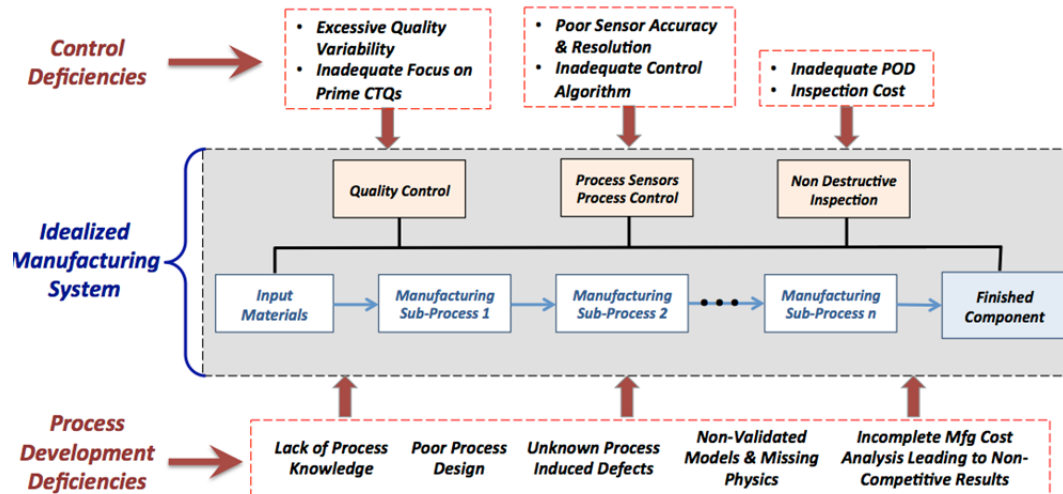 Control
Deficiencies
• Excessive Quality
Variability
• Inadequate Focus on
Prime CTQs
• Poor Sensor Accuracy
& Resolution
• Inadequate Control
Algorithm
• Inadequate POD
• Inspection Cost
Idealized
Manufacturing
System
Quality Control
Process Sensors
Process Control
Non Destructive
Inspection
Input
Materials
Manufacturing
Sub-Process 1
Manufacturing
Sub-Process 2
• • •
Manufacturing
Sub-Process n
Finished
Component
Process
Development
Deficiencies
Lack of Process
Knowledge
Poor Process
Design
Unknown Process
Induced Defects
Non-Validated
Models & Missing
Physics
Incomplete Mfg Cost
Analysis Leading to Non-
Competitive Results